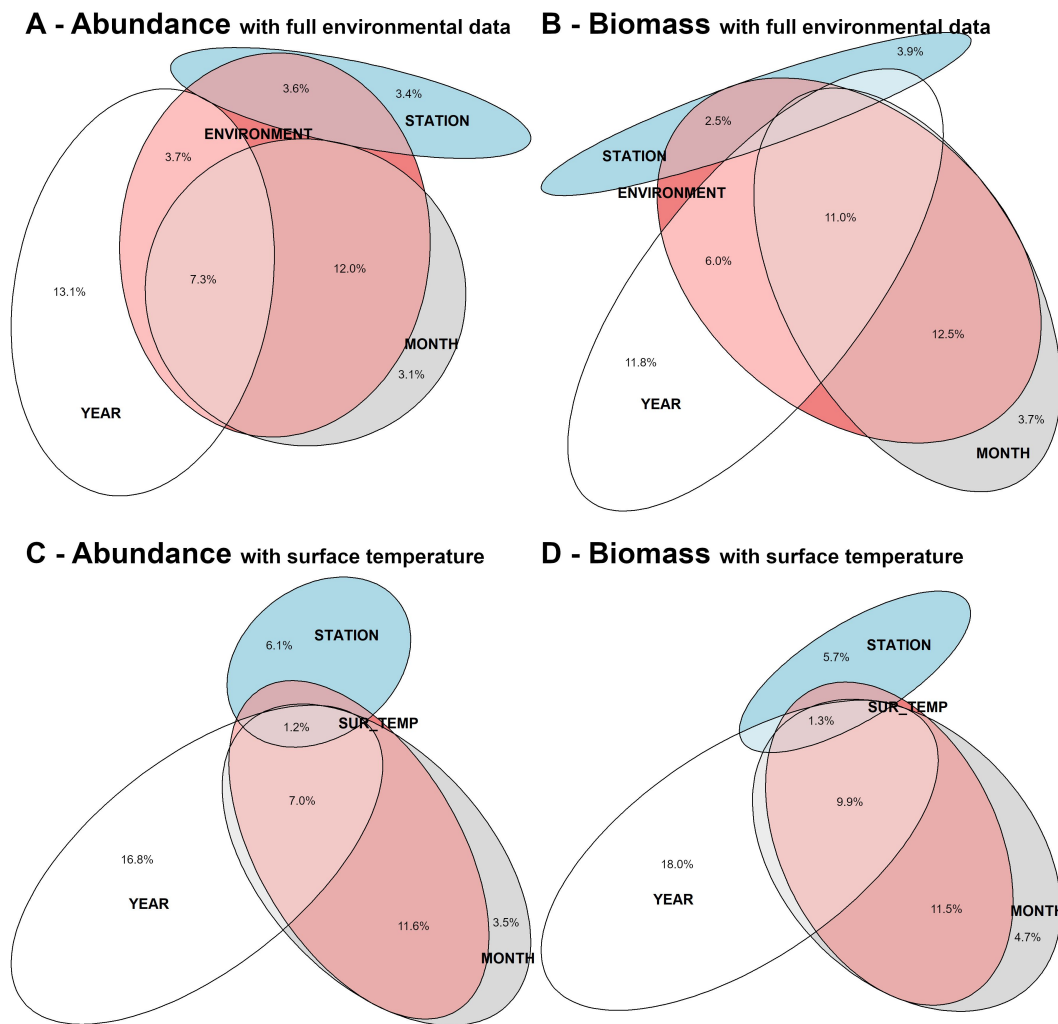 A - Abundance with full environmental data
3.6%
3.4%
STATION
ENVIRONMENT
3.7%
7.3%
12.0%
13.1%
MONTH
3.1%
YEAR
B - Biomass with full environmental data
3.9%
2.5%
STATION
ENVIRONMENT
11.0%
6.0%
12.5%
11.8%
YEAR
3.7%
MONTH
C - Abundance with surface temperature
STATION
6.1%
SUR_TEMP
1.2%
7.0%
16.8%
YEAR
3.5%
11.6%
MONTH
D - Biomass with surface temperature
STATION
5.7%
SUR_TEMP
1.3%
9.9%
18.0%
YEAR
11.5%
MONTH
4.7%